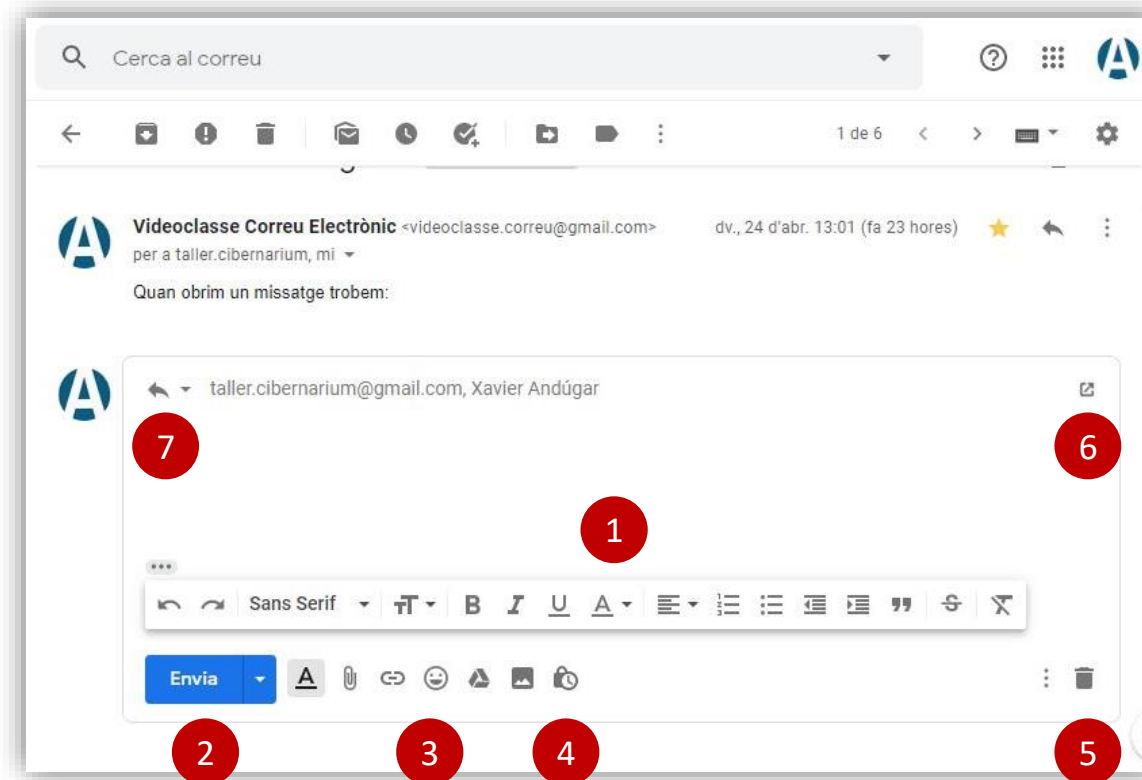 Cerca al correu
1 de 6
Videoclasse Correu Electrònic <videoclasse.correu@gmail.com> dv., 24 d'abr. 13:01 (fa 23 hores)
per a taller.cibernarium, mi
Quan obrim un missatge trobem:
taller.cibernarium@gmail.com, Xavier Andúgar
7
6
1
Sans Serif
Envia
2
3
4
5